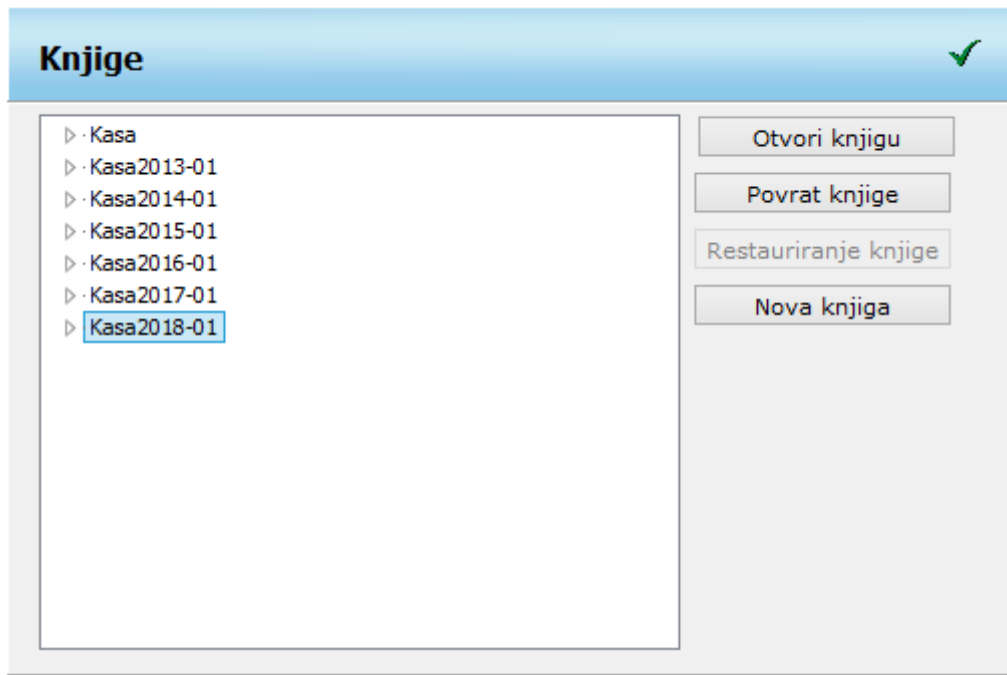 Knjige
Kasa
Kasa2013-01
Kasa2014-01
Kasa2015-01
Kasa2016-01
Kasa2017-01
Kasa2018-01
Otvori knjigu
Povrat knjige
Restauriranje knjige
Nova knjiga